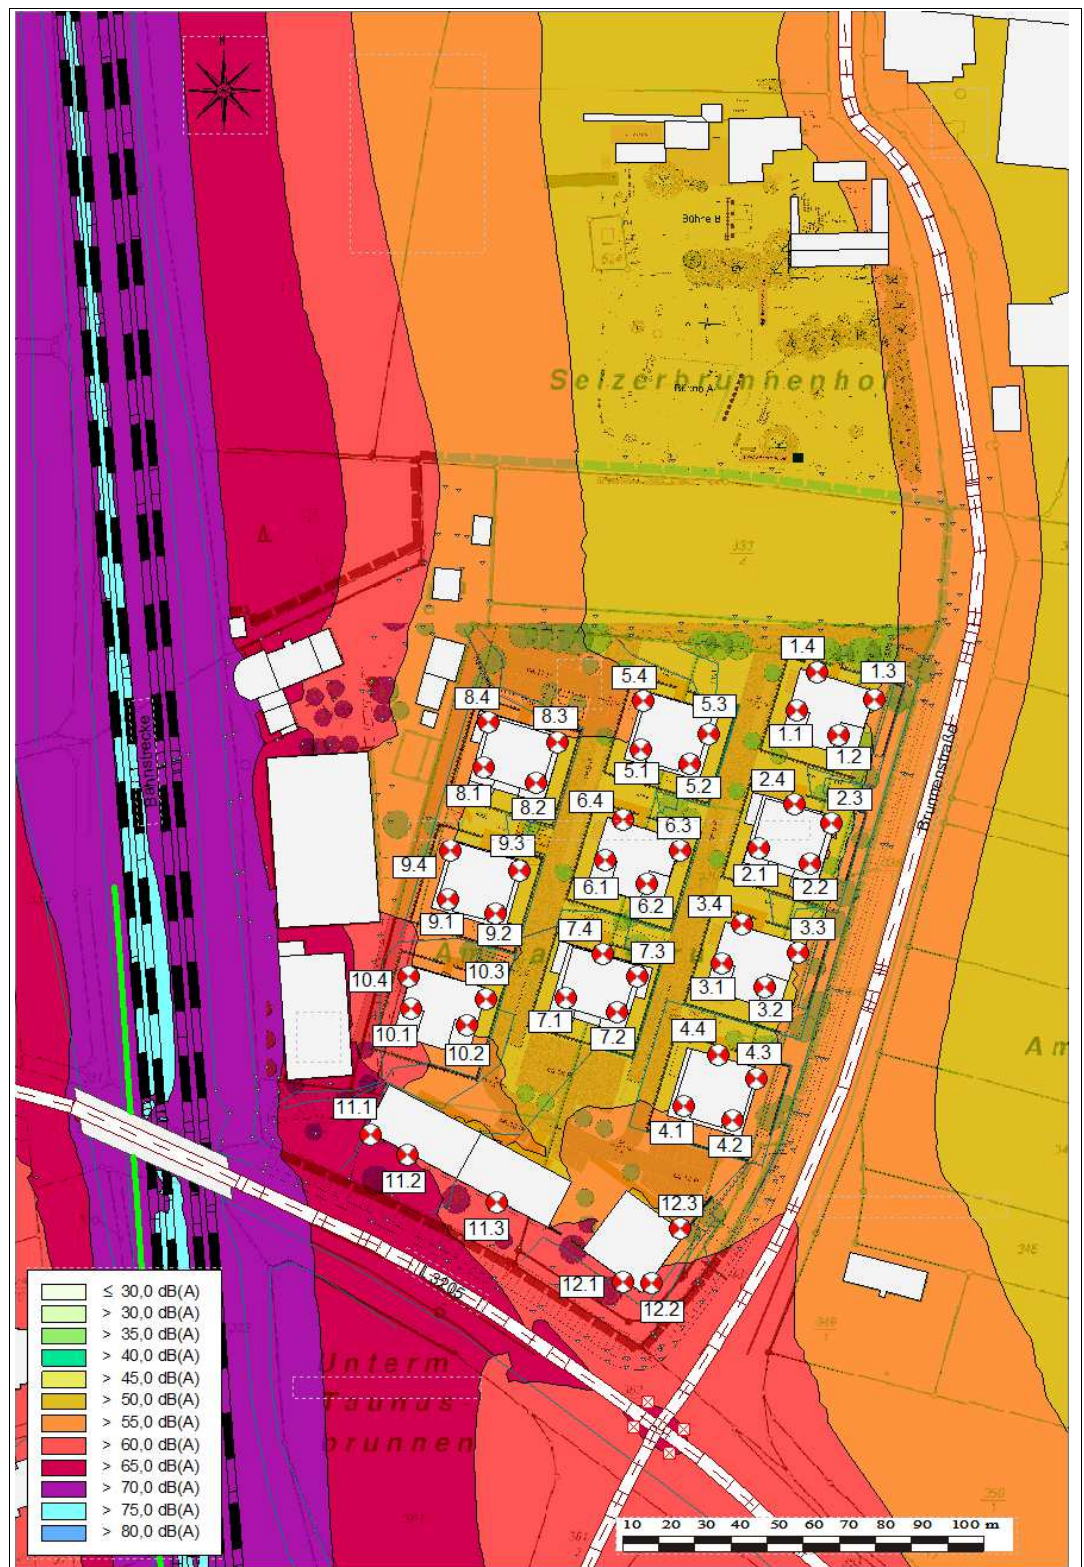 N
Bühne B
Selzerbrunnenhof
Bühne A
333
4
1.4
1.3
1.1
1.2
5.4
5.3
5.1
5.2
8.4
8.3
8.1
8.2
Bahnstrecke
Brunnenstraße
2.4
2.3
2.1
2.2
6.4
6.3
6.1
6.2
9.4
9.3
9.1
9.2
3.4
3.3
3.1
3.2
7.4
7.3
7.1
7.2
10.4
10.3
10.1
10.2
4.4
4.3
4.1
4.2
Am
11.1
11.2
11.3
12.3
12.1
12.2
L 3205
Unterm
Taunus
brunnen
≤ 30,0 dB(A)
> 30,0 dB(A)
> 35,0 dB(A)
> 40,0 dB(A)
> 45,0 dB(A)
> 50,0 dB(A)
> 55,0 dB(A)
> 60,0 dB(A)
> 65,0 dB(A)
> 70,0 dB(A)
> 75,0 dB(A)
> 80,0 dB(A)
10 20 30 40 50 60 70 80 90 100 m